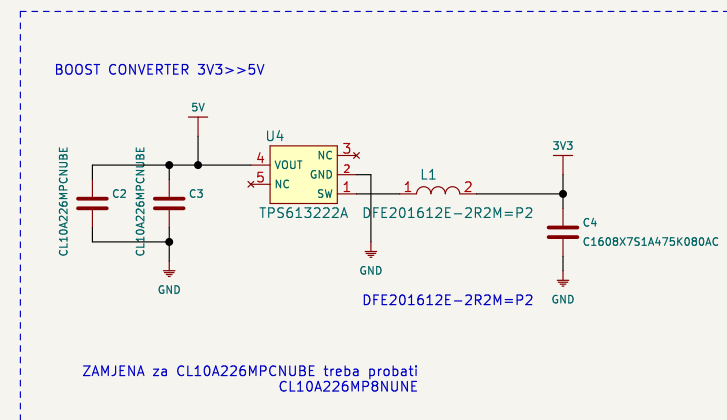 BOOST CONVERTER 3V3>>5V
5V
U4
3V3
CL10A226MPCNUBE
C2
CL10A226MPCNUBE
C3
4
VOUT
5
NC
NC
3
GND
2
SW
1
TPS613222A
L1
1
2
DFE201612E-2R2M=P2
C4
C1608X7S1A475K080AC
GND
GND
GND
DFE201612E-2R2M=P2
ZAMJENA za CL10A226MPCNUBE treba probati
CL10A226MP8NUNE